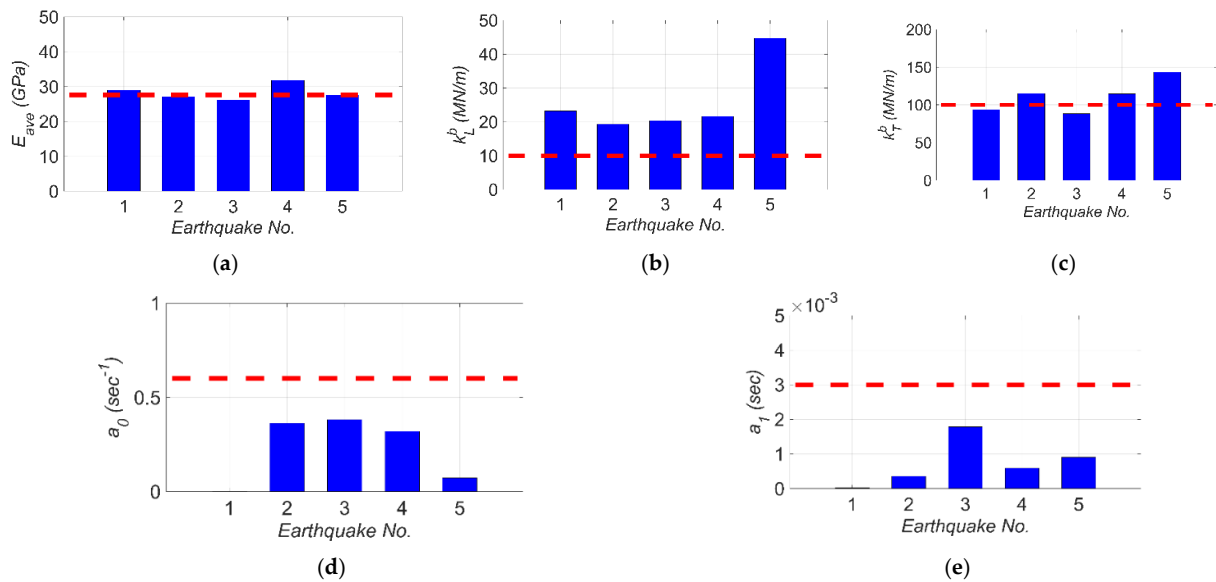 50
40
30
20
10
0
E_ave (GPa)
1 2 3 4 5
Earthquake No.
(a)
50
40
30
20
10
0
k_L^b (MN/m)
1 2 3 4 5
Earthquake No.
(b)
200
150
100
50
0
k_T^b (MN/m)
1 2 3 4 5
Earthquake No.
(c)
1
0.5
0
a_0 (sec^-1)
1 2 3 4 5
Earthquake No.
(d)
×10^-3
5
4
3
2
1
0
a_1 (sec)
1 2 3 4 5
Earthquake No.
(e)